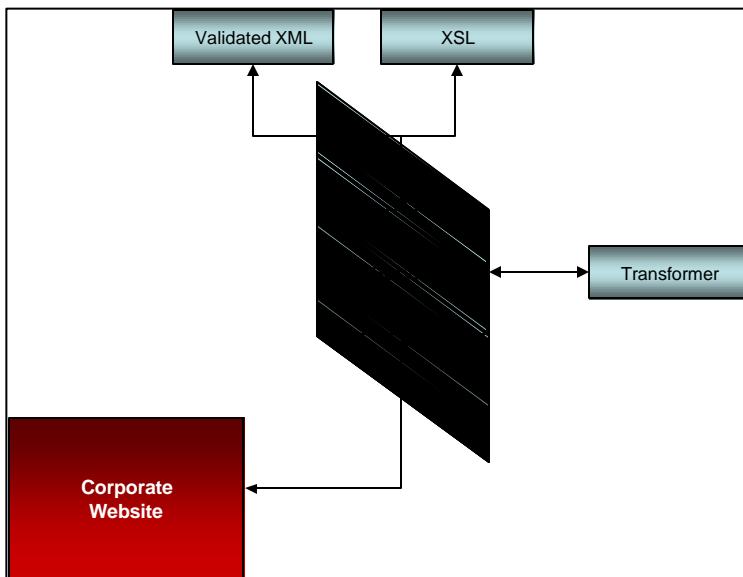 Validated XML
XSL
Transformer
Corporate
Website